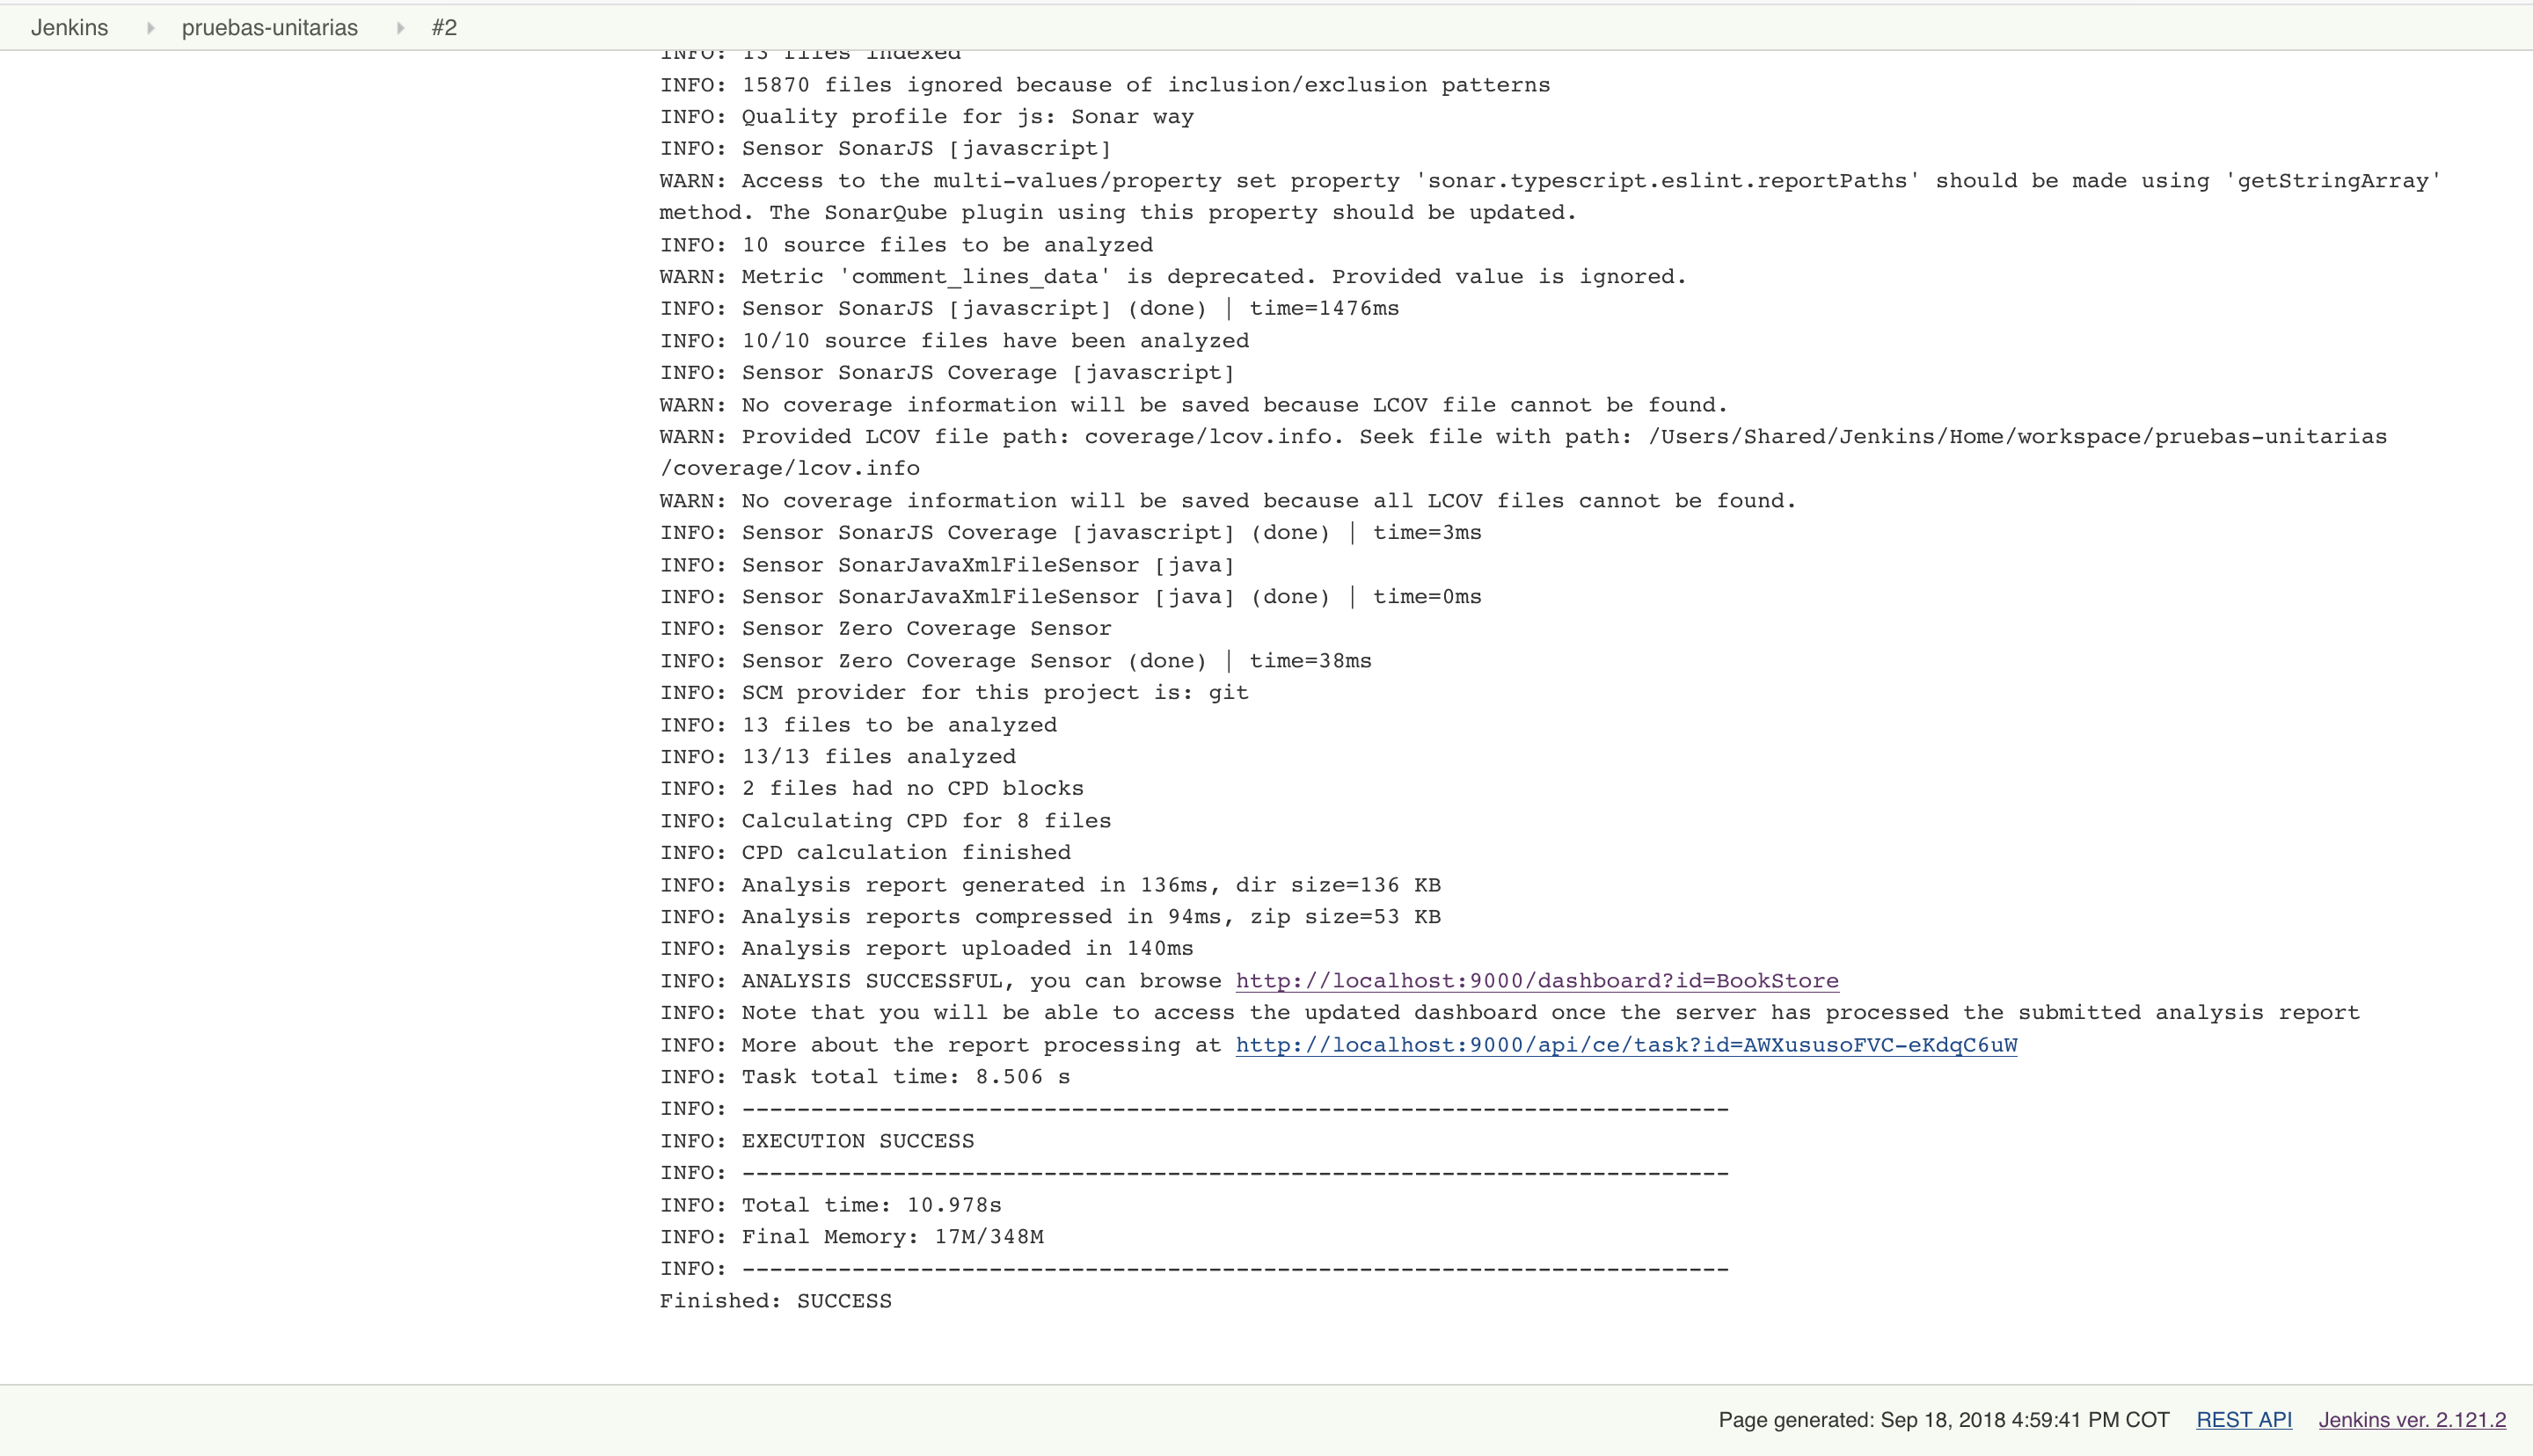 Jenkins pruebas-unitarias #2
INFO: 13 files indexed
INFO: 15870 files ignored because of inclusion/exclusion patterns
INFO: Quality profile for js: Sonar way
INFO: Sensor SonarJS [javascript]
WARN: Access to the multi-values/property set property 'sonar.typescript.eslint.reportPaths' should be made using 'getStringArray'
method. The SonarQube plugin using this property should be updated.
INFO: 10 source files to be analyzed
WARN: Metric 'comment_lines_data' is deprecated. Provided value is ignored.
INFO: Sensor SonarJS [javascript] (done) | time=1476ms
INFO: 10/10 source files have been analyzed
INFO: Sensor SonarJS Coverage [javascript]
WARN: No coverage information will be saved because LCOV file cannot be found.
WARN: Provided LCOV file path: coverage/lcov.info. Seek file with path: /Users/Shared/Jenkins/Home/workspace/pruebas-unitarias
/coverage/lcov.info
WARN: No coverage information will be saved because all LCOV files cannot be found.
INFO: Sensor SonarJS Coverage [javascript] (done) | time=3ms
INFO: Sensor SonarJavaXmlFileSensor [java]
INFO: Sensor SonarJavaXmlFileSensor [java] (done) | time=0ms
INFO: Sensor Zero Coverage Sensor
INFO: Sensor Zero Coverage Sensor (done) | time=38ms
INFO: SCM provider for this project is: git
INFO: 13 files to be analyzed
INFO: 13/13 files analyzed
INFO: 2 files had no CPD blocks
INFO: Calculating CPD for 8 files
INFO: CPD calculation finished
INFO: Analysis report generated in 136ms, dir size=136 KB
INFO: Analysis reports compressed in 94ms, zip size=53 KB
INFO: Analysis report uploaded in 140ms
INFO: ANALYSIS SUCCESSFUL, you can browse http://localhost:9000/dashboard?id=BookStore
INFO: Note that you will be able to access the updated dashboard once the server has processed the submitted analysis report
INFO: More about the report processing at http://localhost:9000/api/ce/task?id=AWXususoFVC-eKdqC6uW
INFO: Task total time: 8.506 s
INFO: ------------------------------------------------------------------------
INFO: EXECUTION SUCCESS
INFO: ------------------------------------------------------------------------
INFO: Total time: 10.978s
INFO: Final Memory: 17M/348M
INFO: ------------------------------------------------------------------------
Finished: SUCCESS
Page generated: Sep 18, 2018 4:59:41 PM COT REST API Jenkins ver. 2.121.2